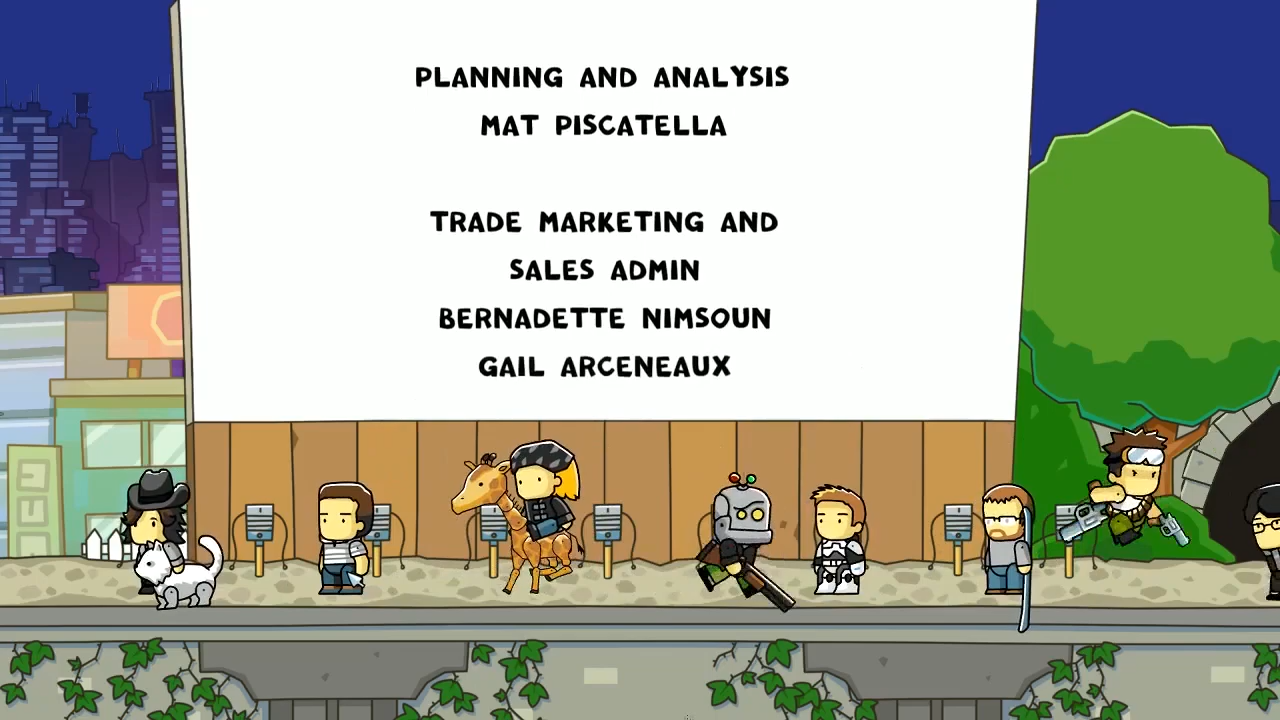 PLANNING AND ANALYSIS
MAT PISCATELLA
TRADE MARKETING AND
SALES ADMIN
BERNADETTE NIMSOUN
GAIL ARCENEAUX